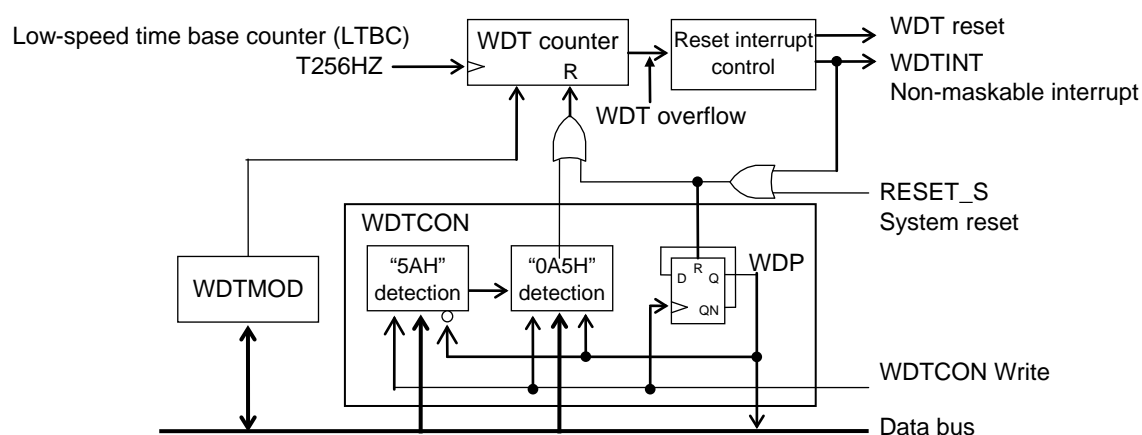 Low-speed time base counter (LTBC)
T256HZ
WDT counter
R
WDT overflow
Reset interrupt
control
WDT reset
WDTINT
Non-maskable interrupt
RESET_S
System reset
WDTCON
WDTMOD
“5AH”
detection
“0A5H”
detection
D
R
Q
QN
WDP
WDTCON Write
Data bus